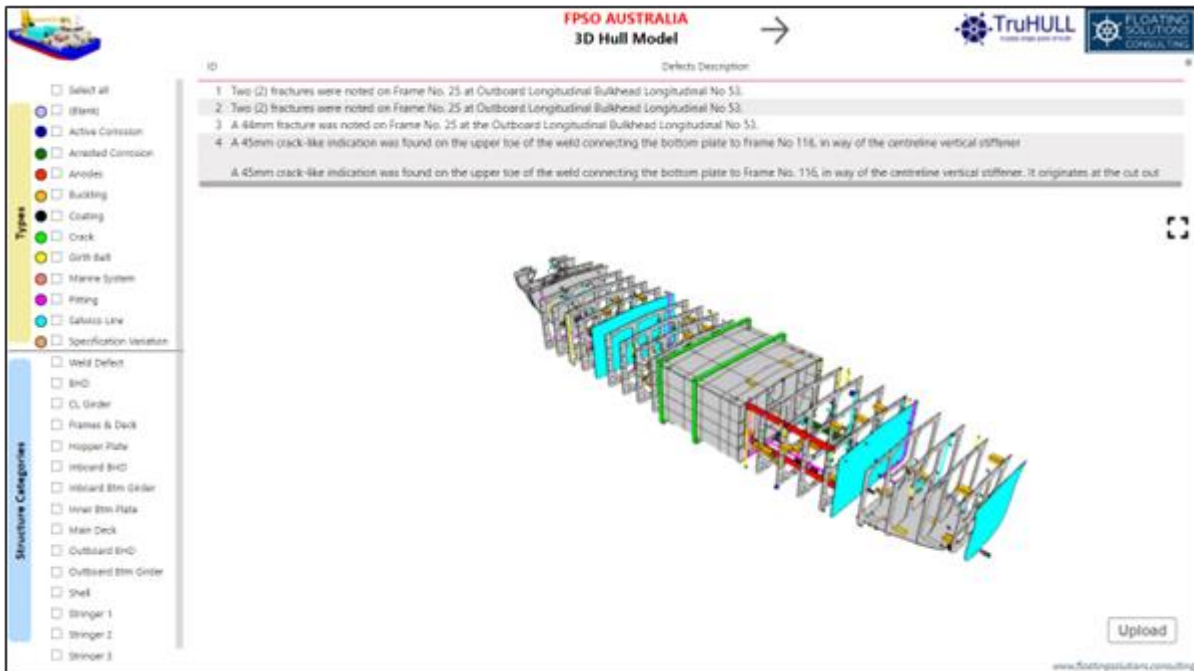 FPSO AUSTRALIA
3D Hull Model
TruHULL
FLOATING
SOLUTIONS
CONSULTING
ID Defects Description
1 Two (2) fractures were noted on Frame No. 25 at Outboard Longitudinal Bulkhead Longitudinal No 53.
2 Two (2) fractures were noted on Frame No. 25 at Outboard Longitudinal Bulkhead Longitudinal No 53.
3 A 44mm fracture was noted on Frame No. 25 at the Outboard Longitudinal Bulkhead Longitudinal No 53.
4 A 45mm crack-like indication was found on the upper toe of the weld connecting the bottom plate to Frame No 116, in way of the centreline vertical stiffener
A 45mm crack-like indication was found on the upper toe of the weld connecting the bottom plate to Frame No. 116, in way of the centreline vertical stiffener. It originates at the cut out
Types
Select all
(Blank)
Active Corrosion
Arrested Corrosion
Anodes
Buckling
Coating
Crack
Girth Belt
Marine System
Pitting
Salwico Line
Specification Variation
Structure Categories
Weld Defect
BHD
CL Girder
Frames & Deck
Hopper Plate
Inboard BHD
Inboard Btm Girder
Inner Btm Plate
Main Deck
Outboard BHD
Outboard Btm Girder
Shell
Stringer 1
Stringer 2
Stringer 3
Upload
www.floatingsolutions.consulting